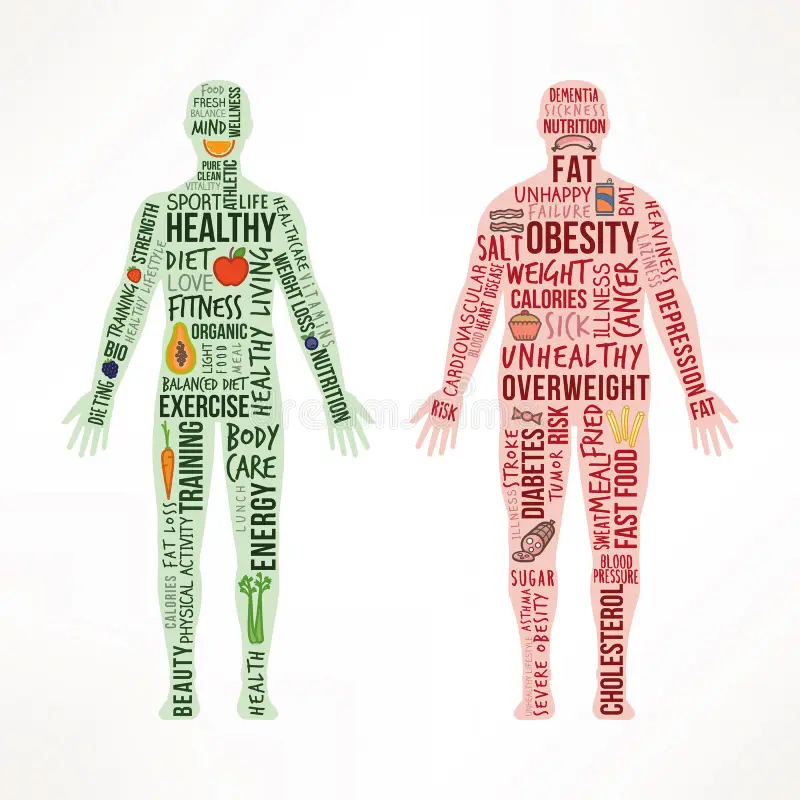 FOOD
FRESH
BALANCE
MIND
WELLNESS
PURE
CLEAN
VITALITY
ATHLETIC
SPORT
LIFE
HEALTHY
STRENGTH
HEALTHY LIFESTYLE
TRAINING
BIO
DIETING
DIET
LOVE
FITNESS
ORGANIC
LIGHT
FOOD
MEAL
HEALTHY LIVING
HEALTHCARE
VITAMINS
WEIGHT LOSS
NUTRITION
BALANCED DIET
EXERCISE
TRAINING
BODY
CARE
LUNCH
ENERGY
FAT LOSS
CALORIES
PHYSICAL ACTIVITY
BEAUTY
HEALTH
DEMENTIA
SICKNESS
NUTRITION
FAT
UNHAPPY
FAILURE
BMI
OBESITY
SALT
WEIGHT
CALORIES
SICK
ILLNESS
CANCER
HEAVINESS
LAZINESS
DEPRESSION
FAT
CARDIOVASCULAR
BLOOD
HEART DISEASE
RISK
UNHEALTHY
OVERWEIGHT
STROKE
ILLNESS
DIABETES
RISK
TUMOR
MEAL
FRIED
SWEAT
FAST FOOD
SUGAR
BLOOD
PRESSURE
ASTHMA
UNHEALTHY LIFESTYLE
SEVERE OBESITY
CHOLESTEROL
dreamstime